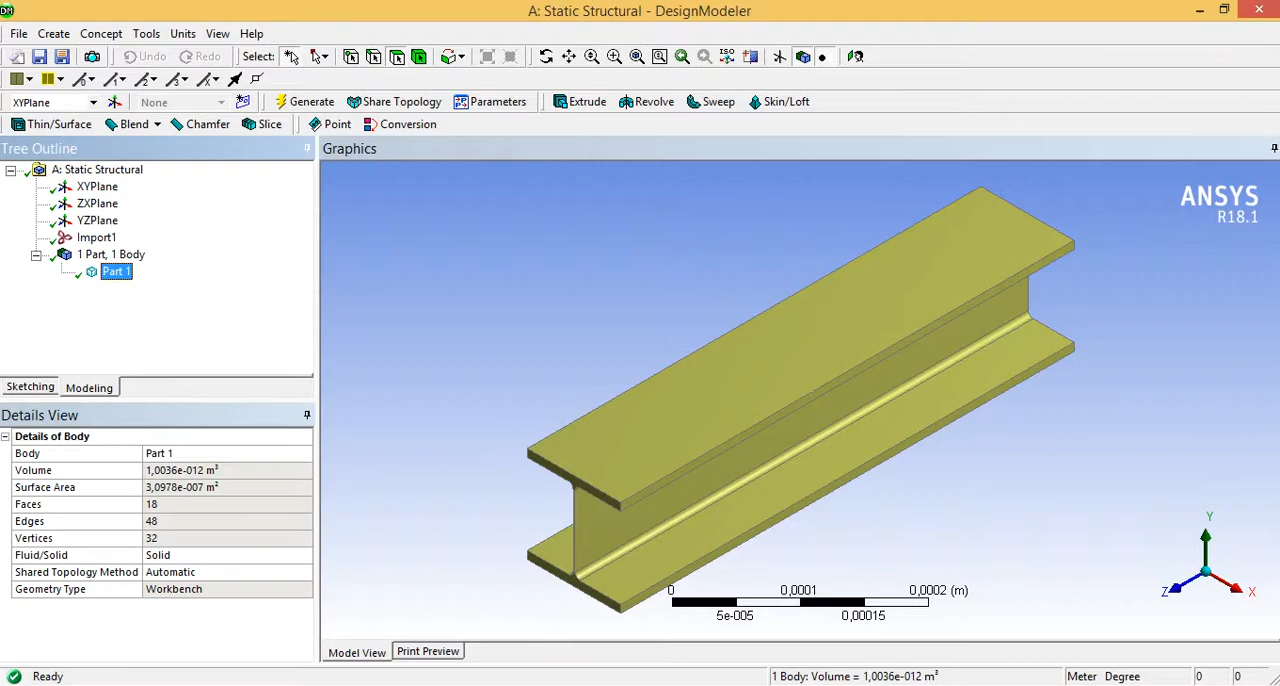 DM
A: Static Structural - DesignModeler
File Create Concept Tools Units View Help
Undo Redo Select: ISO
XYPlane None Generate Share Topology Parameters Extrude Revolve Sweep Skin/Loft
Thin/Surface Blend Chamfer Slice Point Conversion
Tree Outline
A: Static Structural
XYPlane
ZXPlane
YZPlane
Import1
1 Part, 1 Body
Part 1
Sketching Modeling
Details View
Details of Body
Body Part 1
Volume 1,0036e-012 m³
Surface Area 3,0978e-007 m²
Faces 18
Edges 48
Vertices 32
Fluid/Solid Solid
Shared Topology Method Automatic
Geometry Type Workbench
Graphics
ANSYS
R18.1
Y
Z X
0 0,0001 0,0002 (m)
5e-005 0,00015
Model View Print Preview
Ready 1 Body: Volume = 1,0036e-012 m³ Meter Degree 0 0